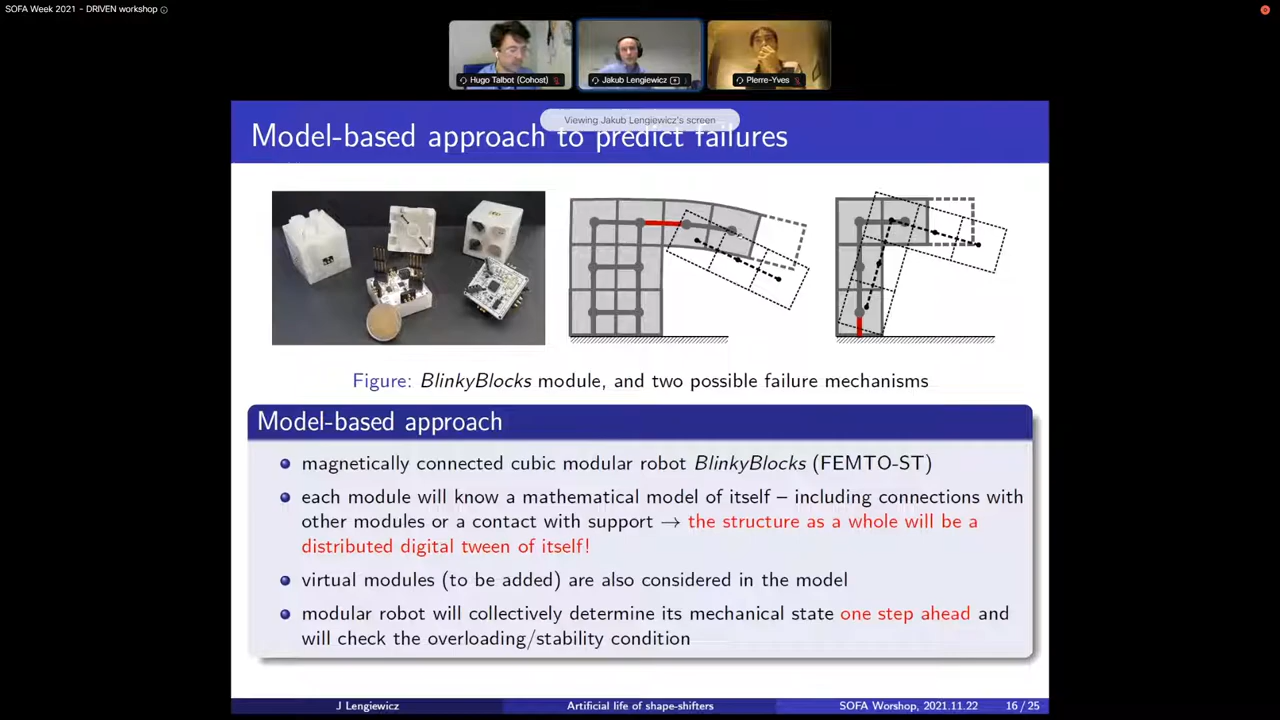 SOFA Week 2021 - DRIVEN workshop
Hugo Talbot (Cohost)
Jakub Lengiewicz
Pierre-Yves
Viewing Jakub Lengiewicz's screen
Model-based approach to predict failures
Figure: BlinkyBlocks module, and two possible failure mechanisms
Model-based approach
magnetically connected cubic modular robot BlinkyBlocks (FEMTO-ST)
each module will know a mathematical model of itself – including connections with
other modules or a contact with support → the structure as a whole will be a
distributed digital tween of itself!
virtual modules (to be added) are also considered in the model
modular robot will collectively determine its mechanical state one step ahead and
will check the overloading/stability condition
J Lengiewicz
Artificial life of shape-shifters
SOFA Worshop, 2021.11.22
16 / 25